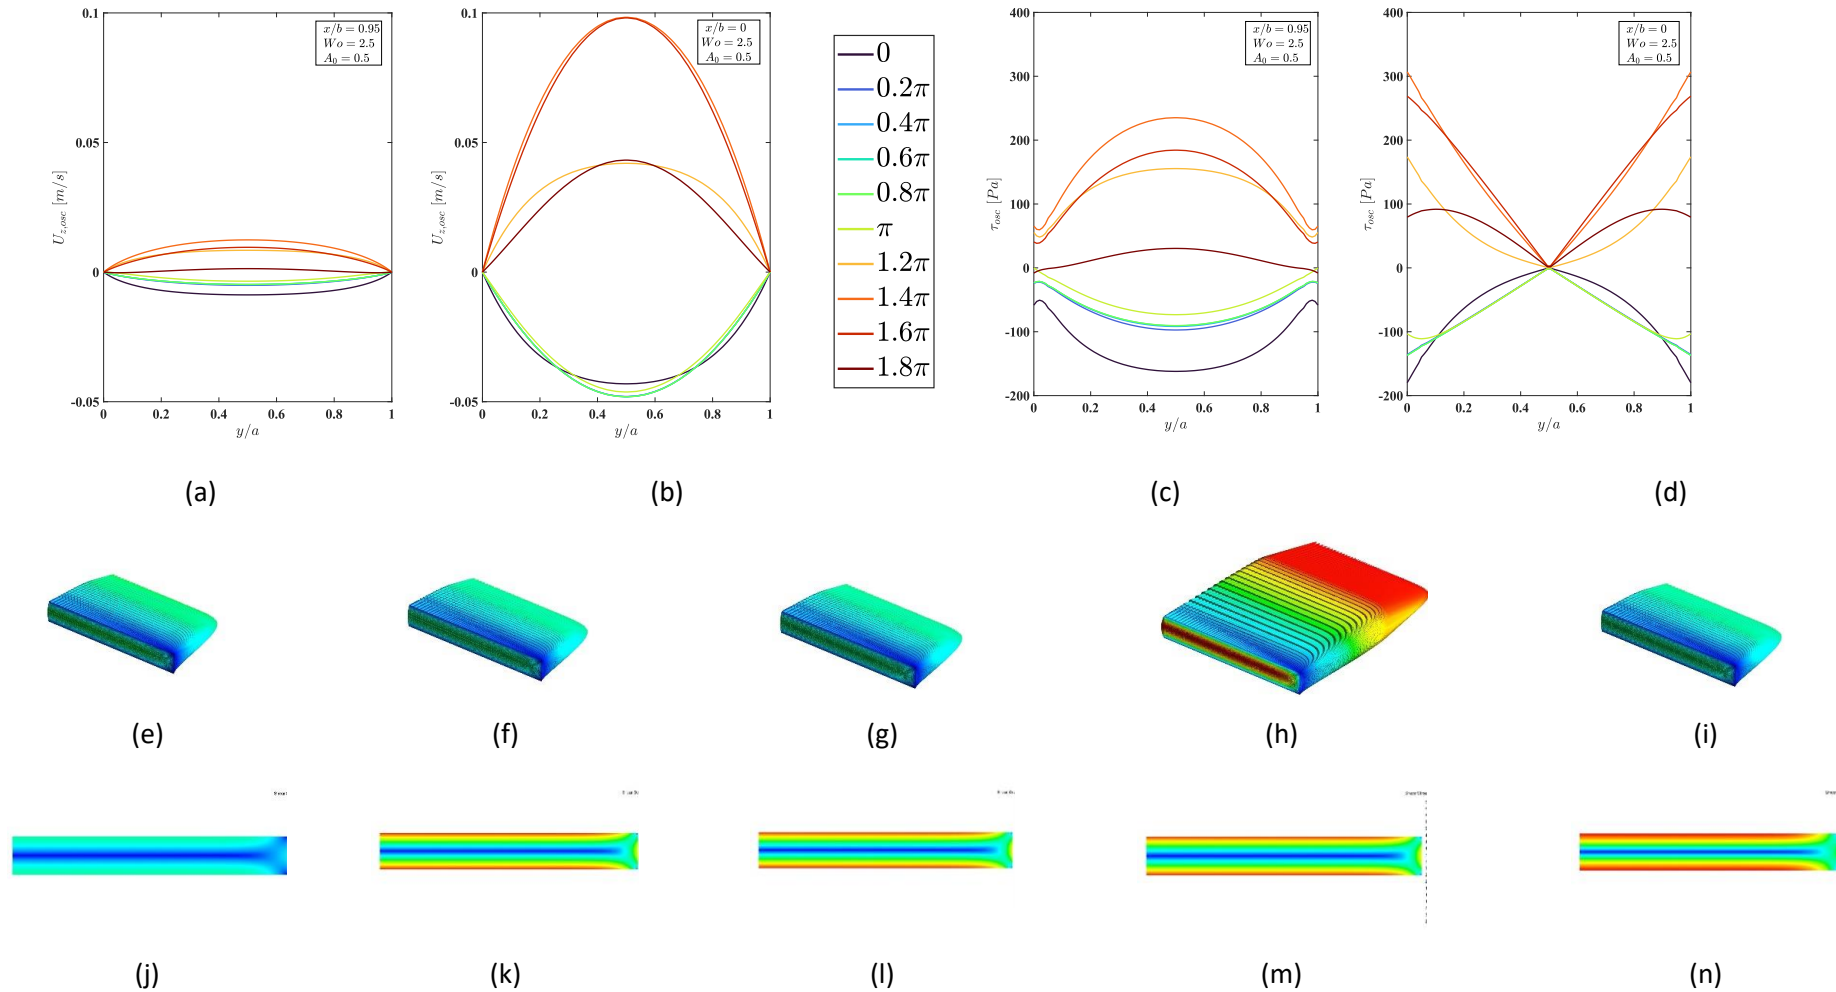 0.1
0.05
0
-0.05
U_{z,osc} [m/s]
x/b = 0.95
Wo = 2.5
A_0 = 0.5
0 0.2 0.4 0.6 0.8 1
y/a
(a)
0.1
0.05
0
-0.05
U_{z,osc} [m/s]
x/b = 0
Wo = 2.5
A_0 = 0.5
0 0.2 0.4 0.6 0.8 1
y/a
(b)
0
0.2π
0.4π
0.6π
0.8π
π
1.2π
1.4π
1.6π
1.8π
400
300
200
100
0
-100
-200
τ_{osc} [Pa]
x/b = 0.95
Wo = 2.5
A_0 = 0.5
0 0.2 0.4 0.6 0.8 1
y/a
(c)
400
300
200
100
0
-100
-200
τ_{osc} [Pa]
x/b = 0
Wo = 2.5
A_0 = 0.5
0 0.2 0.4 0.6 0.8 1
y/a
(d)
(e)
(f)
(g)
(h)
(i)
(j)
(k)
(l)
(m)
(n)